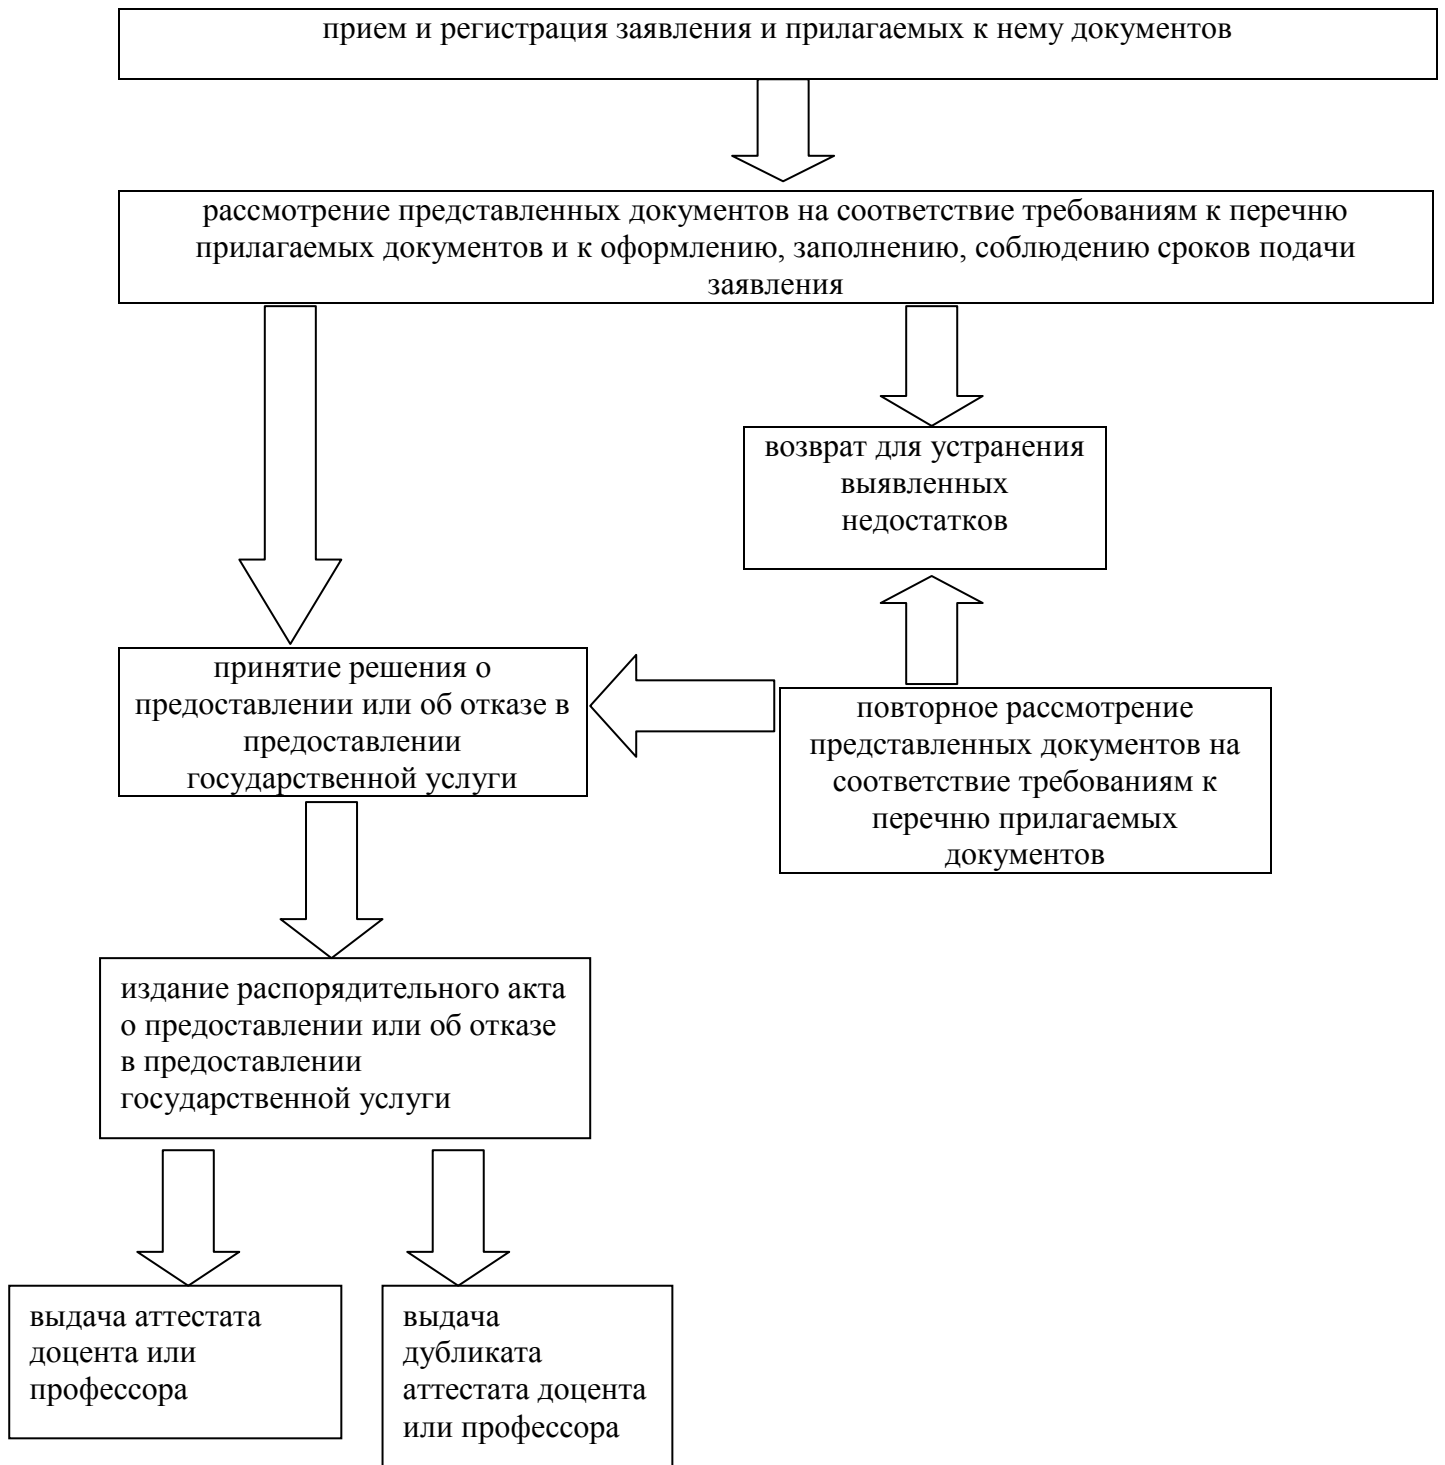 прием и регистрация заявления и прилагаемых к нему документов
рассмотрение представленных документов на соответствие требованиям к перечню
прилагаемых документов и к оформлению, заполнению, соблюдению сроков подачи
заявления
возврат для устранения
выявленных
недостатков
принятие решения о
предоставлении или об отказе в
предоставлении
государственной услуги
повторное рассмотрение
представленных документов на
соответствие требованиям к
перечню прилагаемых
документов
издание распорядительного акта
о предоставлении или об отказе
в предоставлении
государственной услуги
выдача аттестата
доцента или
профессора
выдача
дубликата
аттестата доцента
или профессора